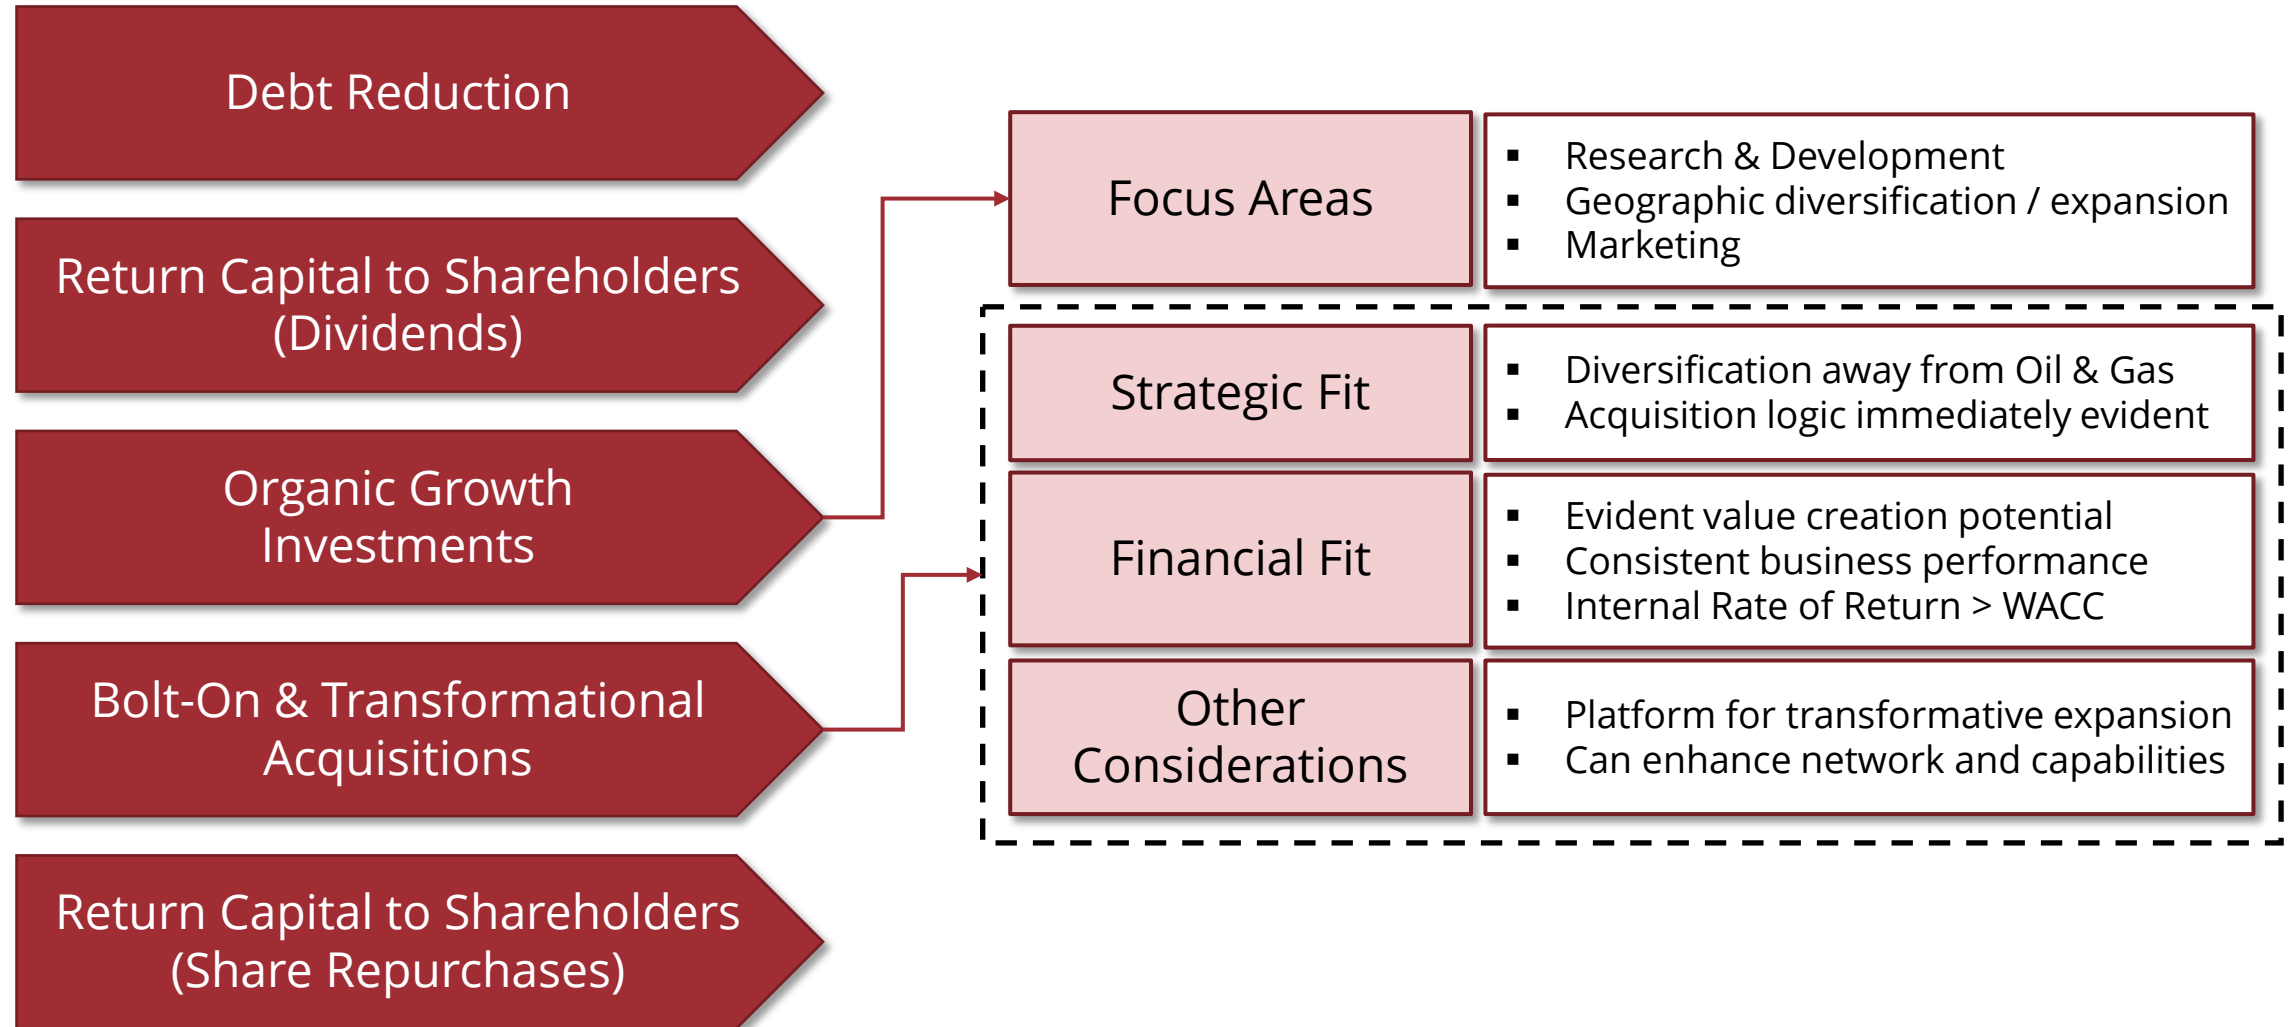 Debt Reduction
Return Capital to Shareholders
(Dividends)
Organic Growth
Investments
Bolt-On & Transformational
Acquisitions
Return Capital to Shareholders
(Share Repurchases)
Focus Areas
▪ Research & Development
▪ Geographic diversification / expansion
▪ Marketing
Strategic Fit
▪ Diversification away from Oil & Gas
▪ Acquisition logic immediately evident
Financial Fit
▪ Evident value creation potential
▪ Consistent business performance
▪ Internal Rate of Return > WACC
Other
Considerations
▪ Platform for transformative expansion
▪ Can enhance network and capabilities